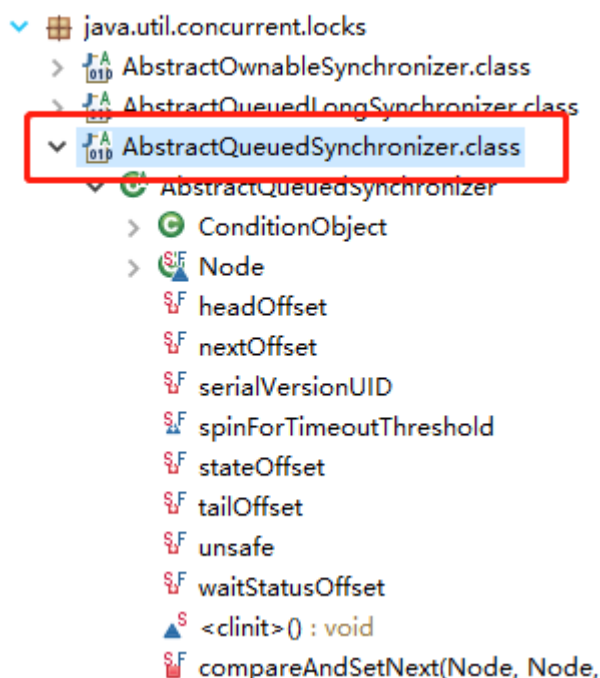 java.util.concurrent.locks
AbstractOwnableSynchronizer.class
AbstractQueuedLongSynchronizer.class
AbstractQueuedSynchronizer.class
AbstractQueuedSynchronizer
ConditionObject
Node
headOffset
nextOffset
serialVersionUID
spinForTimeoutThreshold
stateOffset
tailOffset
unsafe
waitStatusOffset
<clinit>() : void
compareAndSetNext(Node, Node,